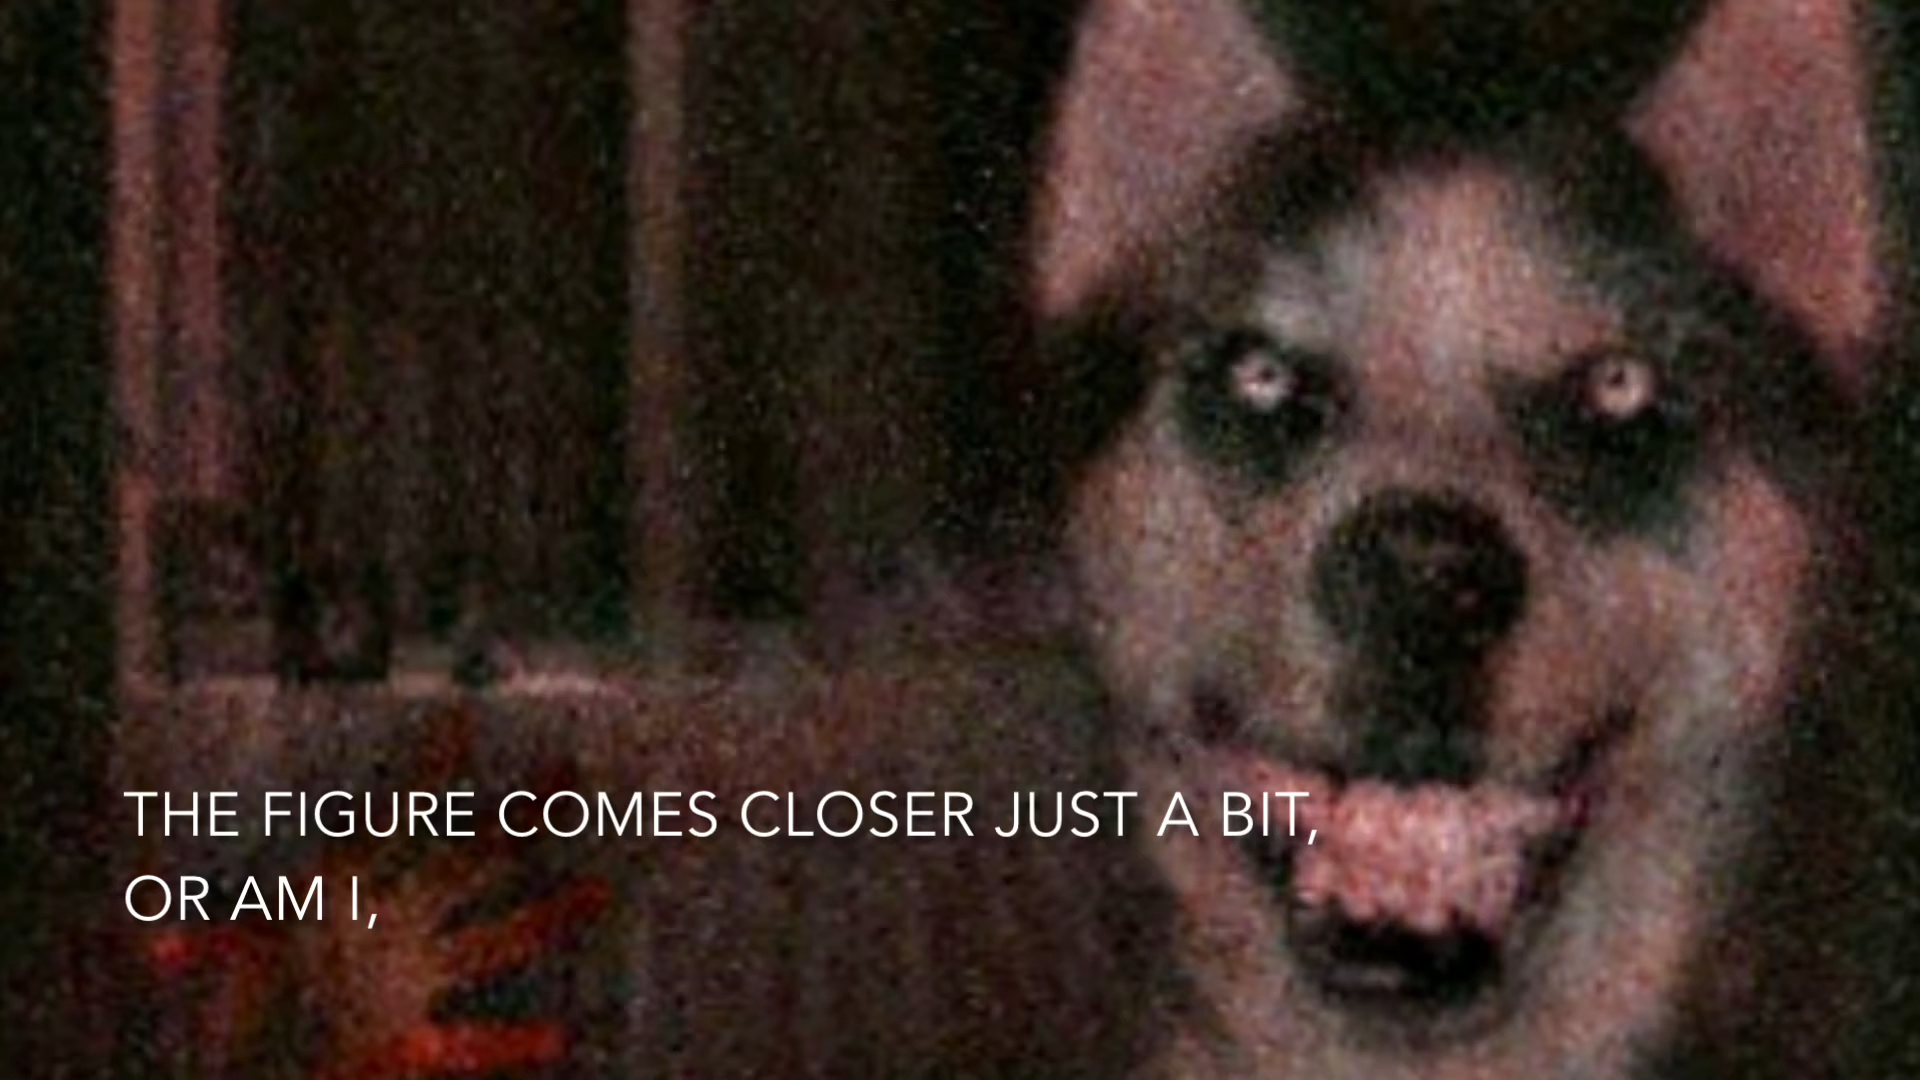 THE FIGURE COMES CLOSER JUST A BIT,
OR AM I,